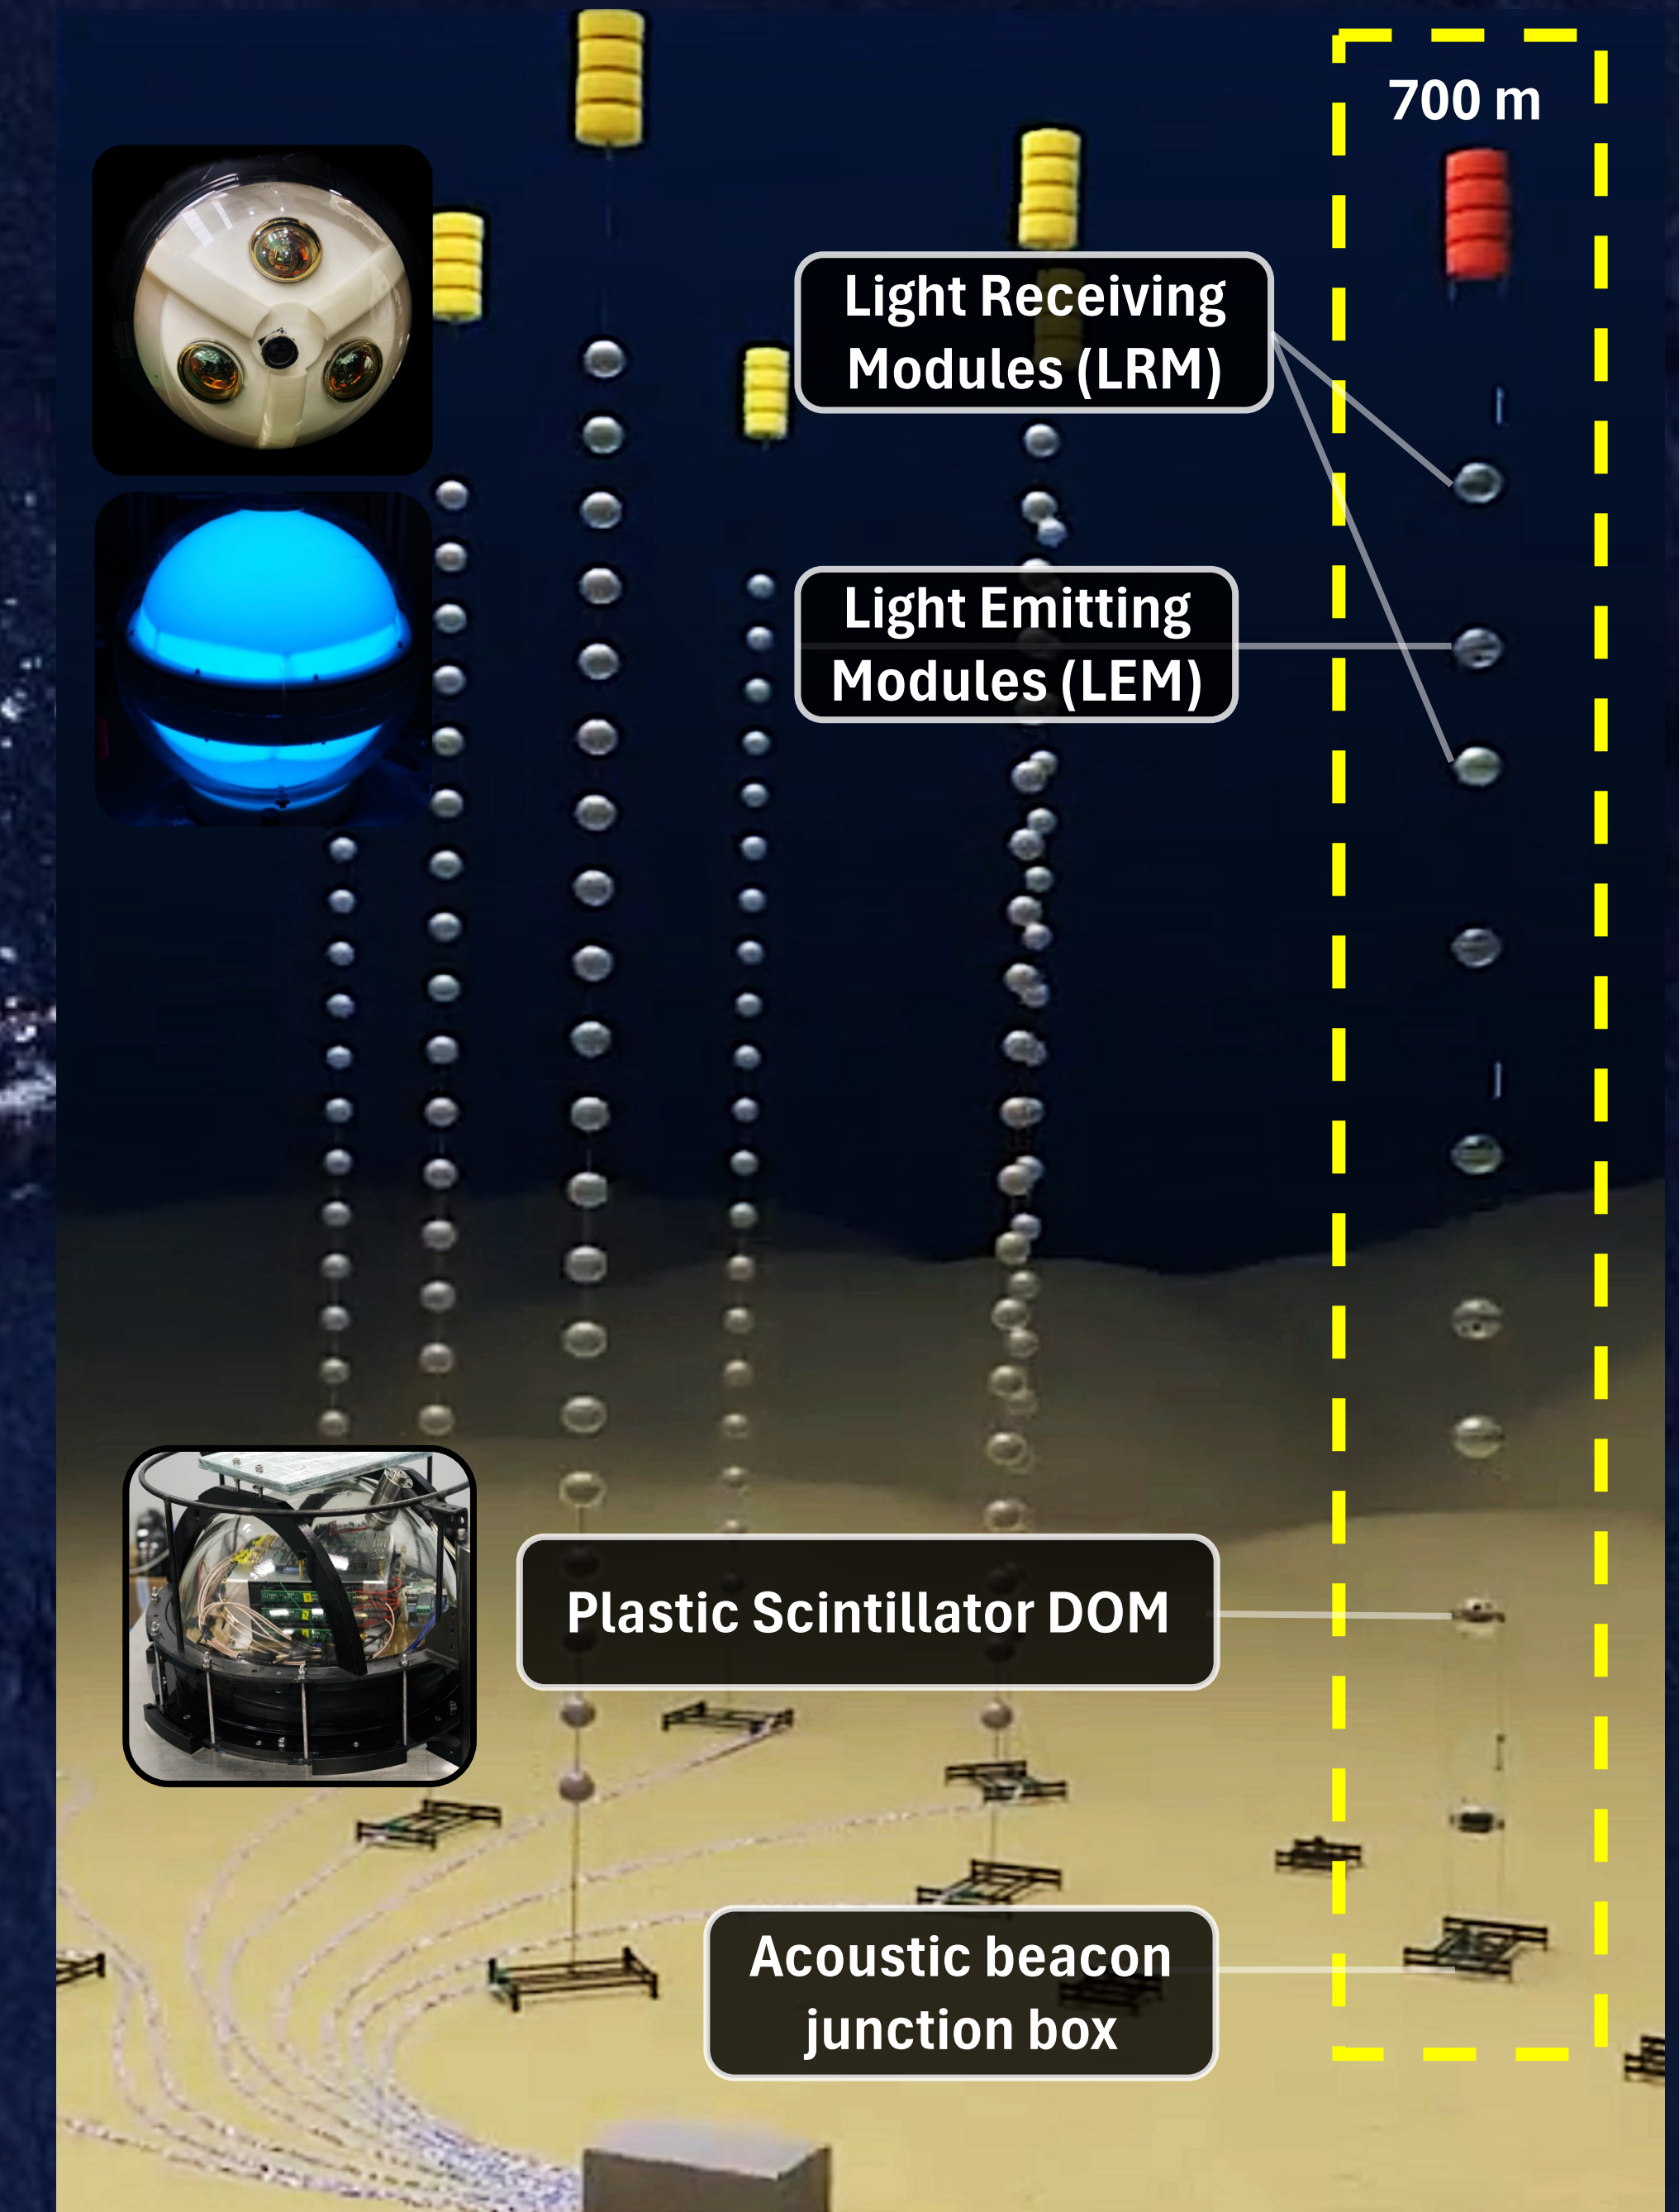 700 m
Light Receiving
Modules (LRM)
Light Emitting
Modules (LEM)
Plastic Scintillator DOM
Acoustic beacon
junction box